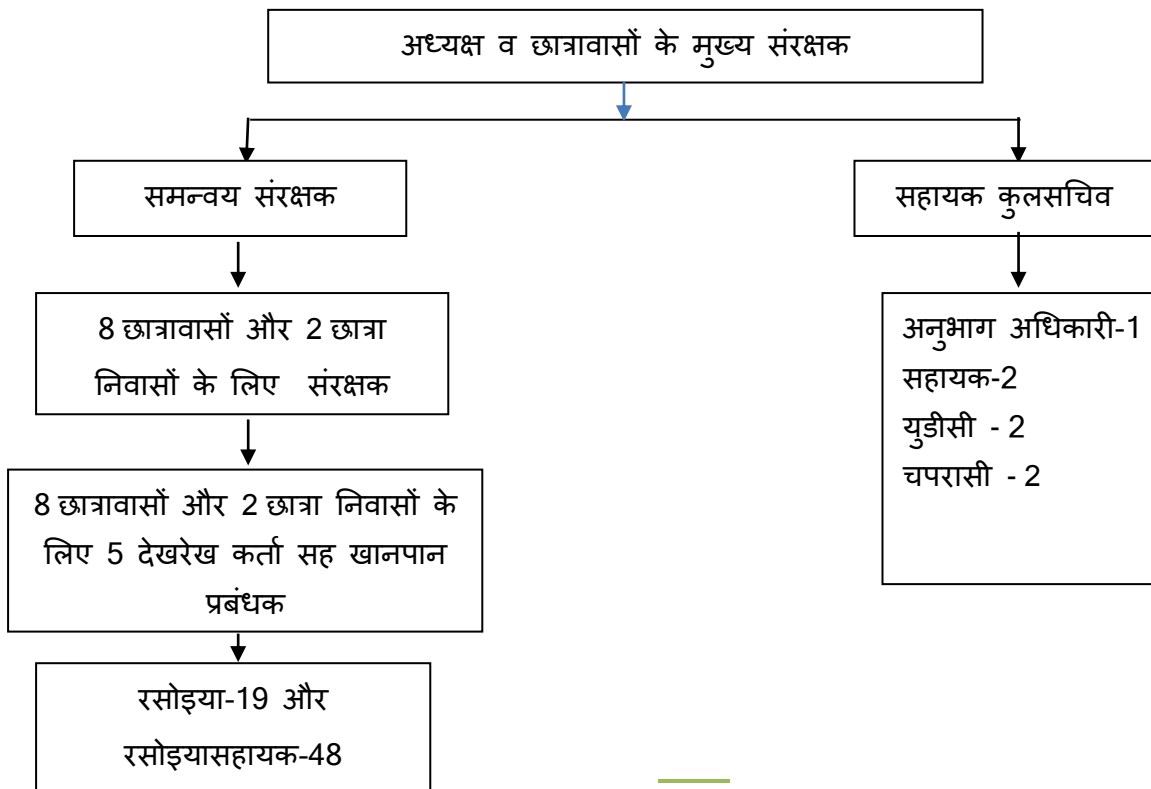 अध्यक्ष व छात्रावासों के मुख्य संरक्षक
समन्वय संरक्षक
सहायक कुलसचिव
8 छात्रावासों और 2 छात्रा
निवासों के लिए संरक्षक
अनुभाग अधिकारी-1
सहायक-2
युडीसी - 2
चपरासी - 2
8 छात्रावासों और 2 छात्रा निवासों के
लिए 5 देखरेख कर्ता सह खानपान
प्रबंधक
रसोइया-19 और
रसोइयासहायक-48